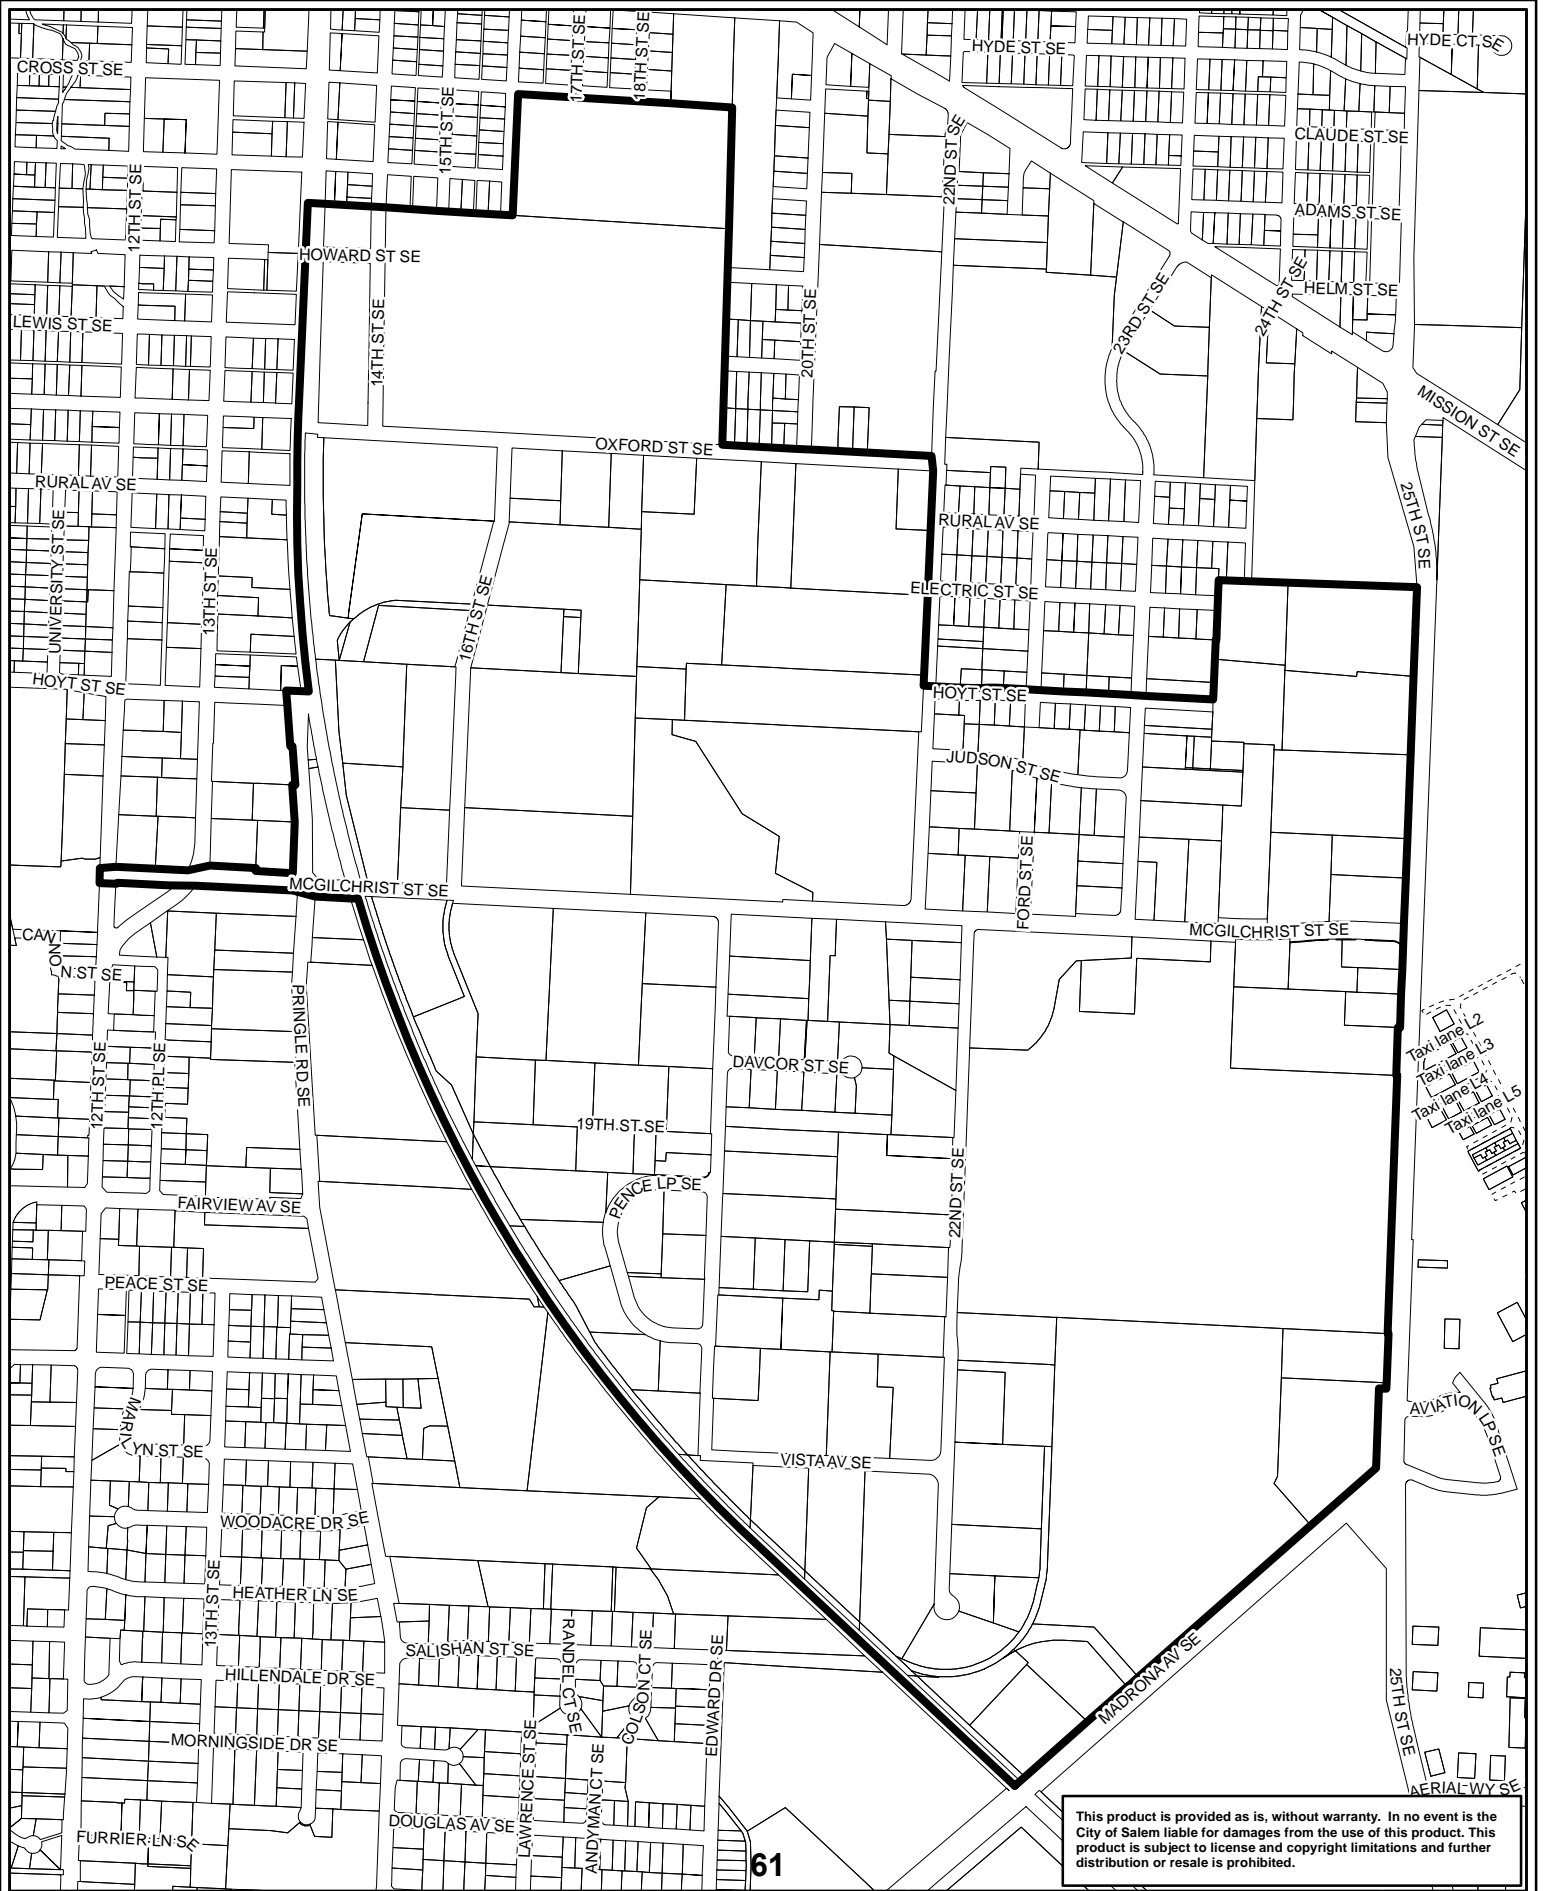 HYDE ST SE
HYDE CT SE
CROSS ST SE
17TH ST SE
18TH ST SE
15TH ST SE
22ND ST SE
CLAUDE ST SE
12TH ST SE
ADAMS ST SE
HOWARD ST SE
HELM ST SE
23RD ST SE
24TH ST SE
LEWIS ST SE
14TH ST SE
20TH ST SE
MISSION ST SE
OXFORD ST SE
RURAL AV SE
25TH ST SE
RURAL AV SE
UNIVERSITY ST SE
13TH ST SE
16TH ST SE
ELECTRIC ST SE
HOYT ST SE
HOYT ST SE
JUDSON ST SE
FORD ST SE
MCGILCHRIST ST SE
MCGILCHRIST ST SE
CAN
ON
N ST SE
PRINGLE RD SE
12TH ST SE
12TH PL SE
DAVCOR ST SE
Taxi lane L2
Taxi lane L3
Taxi lane L4
Taxi lane L5
19TH ST SE
PENCE LP SE
22ND ST SE
FAIRVIEW AV SE
PEACE ST SE
MARIL
YN ST SE
AVIATION LP SE
VISTA AV SE
WOODACRE DR SE
HEATHER LN SE
13TH ST SE
SALISHAN ST SE
RANDEL CT SE
COLSON CT SE
EDWARD DR SE
MADRONA AV SE
HILLENDALE DR SE
25TH ST SE
MORNINGSIDE DR SE
LAWRENCE ST SE
ANDYMAN CT SE
AERIAL WY SE
DOUGLAS AV SE
FURRIER LN SE
61
This product is provided as is, without warranty. In no event is the
City of Salem liable for damages from the use of this product. This
product is subject to license and copyright limitations and further
distribution or resale is prohibited.